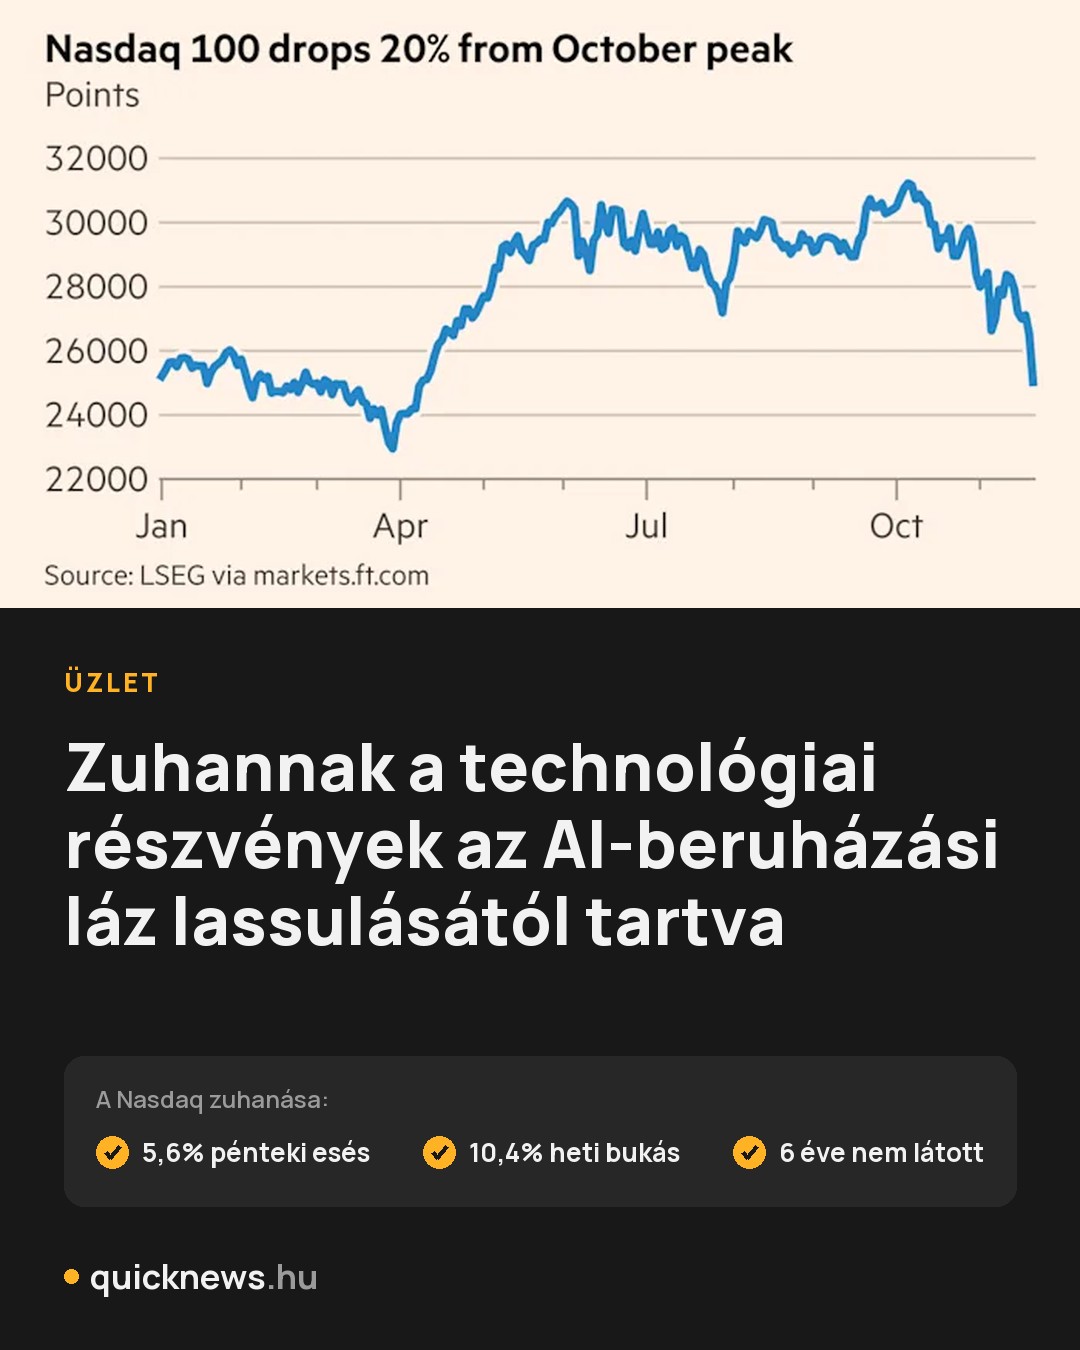 Nasdaq 100 drops 20% from October peak
Points
32000
30000
28000
26000
24000
22000
Jan Apr Jul Oct
Source: LSEG via markets.ft.com
ÜZLET
Zuhannak a technológiai
részvények az AI-beruházási
láz lassulásától tartva
A Nasdaq zuhanása:
5,6% pénteki esés 10,4% heti bukás 6 éve nem látott
quicknews.hu